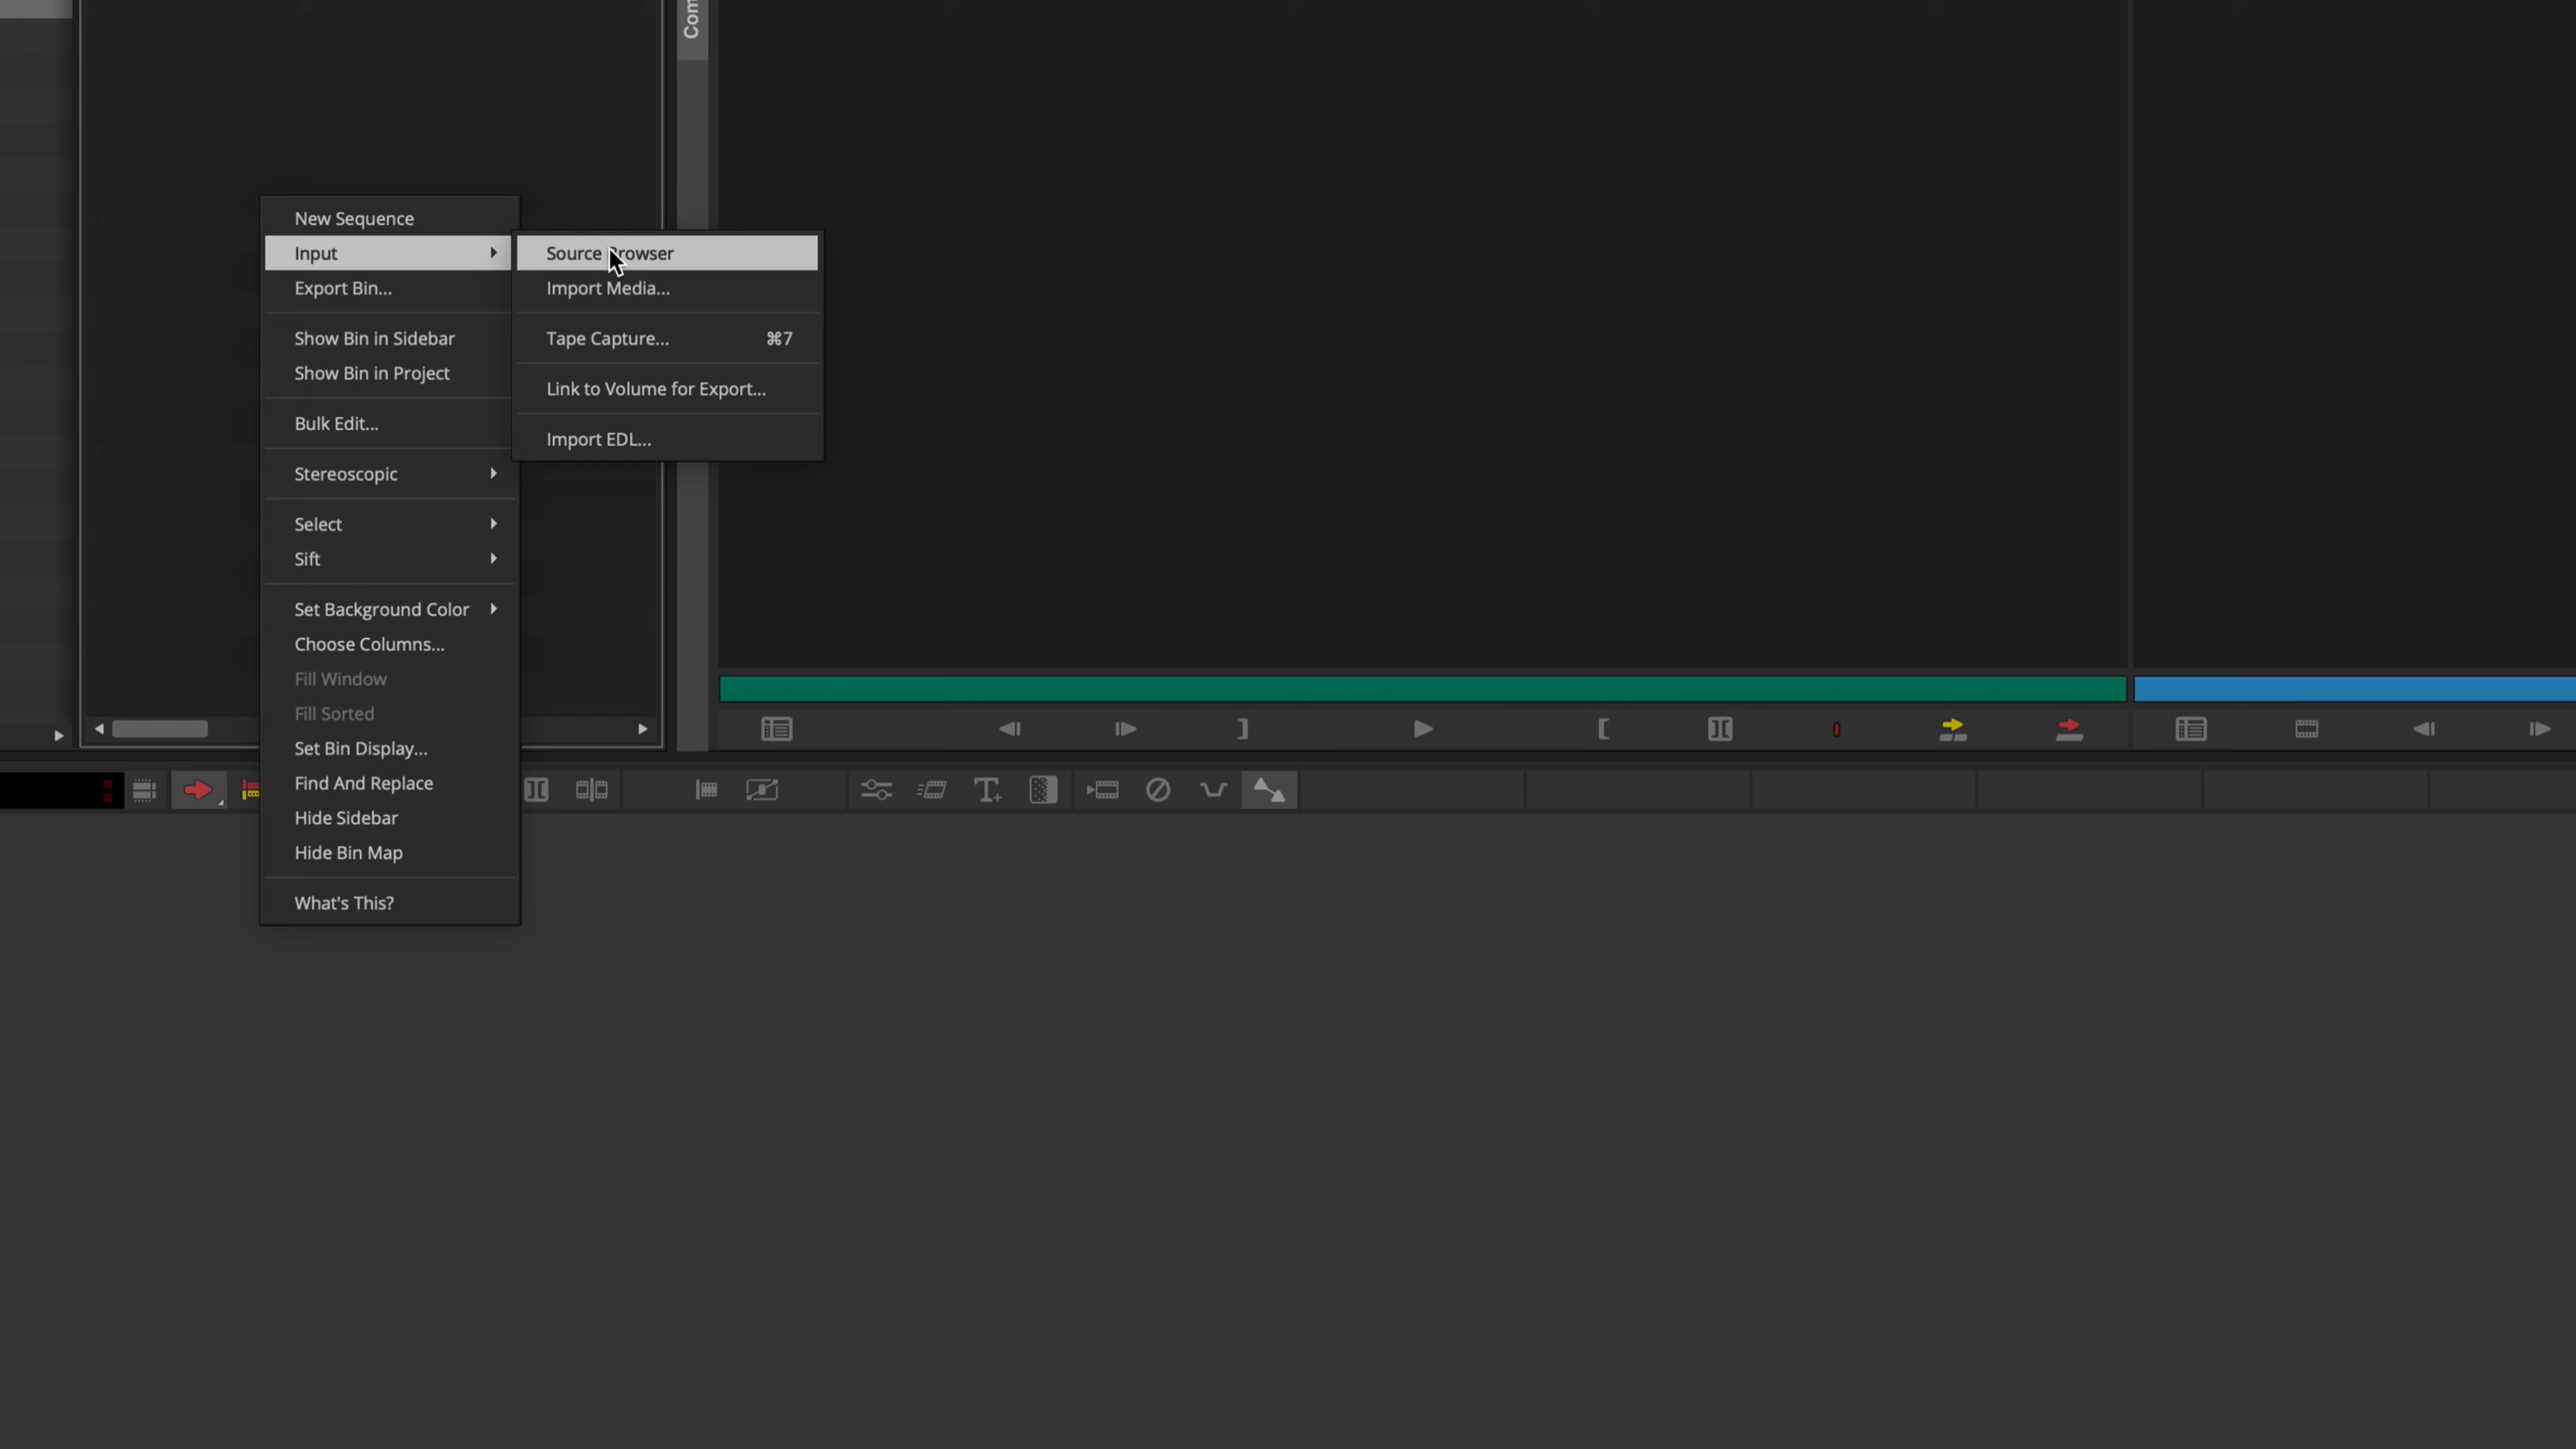 Com
New Sequence
Input
Export Bin...
Show Bin in Sidebar
Show Bin in Project
Bulk Edit...
Stereoscopic
Select
Sift
Set Background Color
Choose Columns...
Fill Window
Fill Sorted
Set Bin Display...
Find And Replace
Hide Sidebar
Hide Bin Map
What's This?
Source Browser
Import Media...
Tape Capture... ⌘7
Link to Volume for Export...
Import EDL...